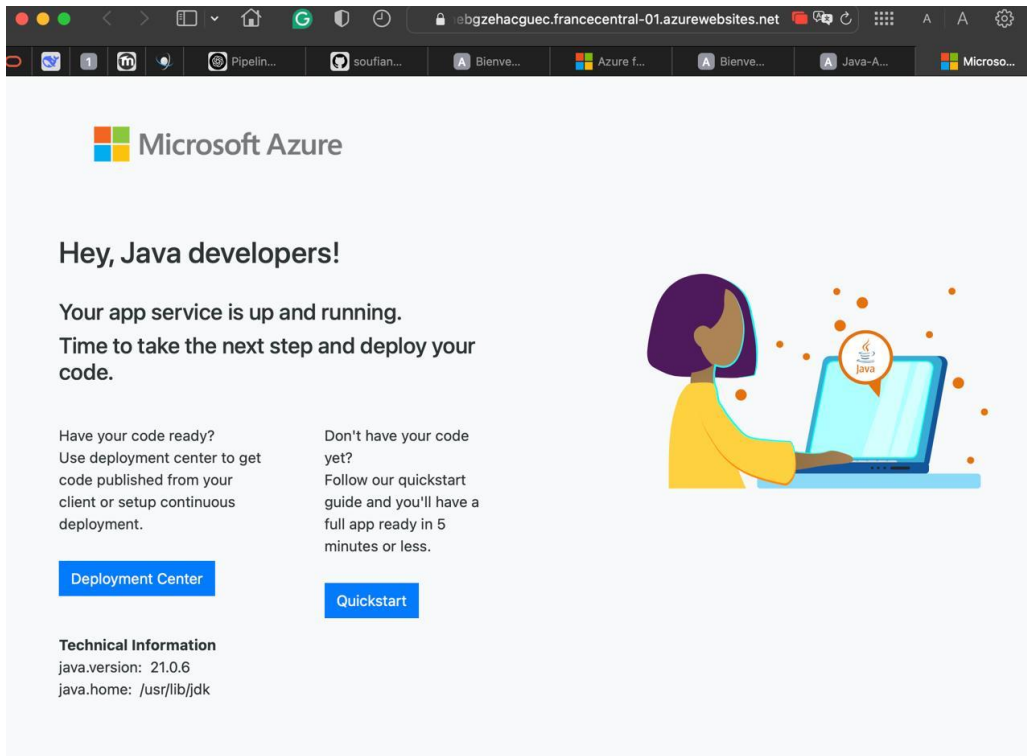 ebgzehacguec.francecentral-01.azurewebsites.net
A A
1 Pipelin... soufian... A Bienve... Azure f... A Bienve... A Java-A... Microso...
Microsoft Azure
Hey, Java developers!
Your app service is up and running.
Time to take the next step and deploy your
code.
Java
Have your code ready?
Use deployment center to get
code published from your
client or setup continuous
deployment.
Deployment Center
Don't have your code
yet?
Follow our quickstart
guide and you'll have a
full app ready in 5
minutes or less.
Quickstart
Technical Information
java.version: 21.0.6
java.home: /usr/lib/jdk